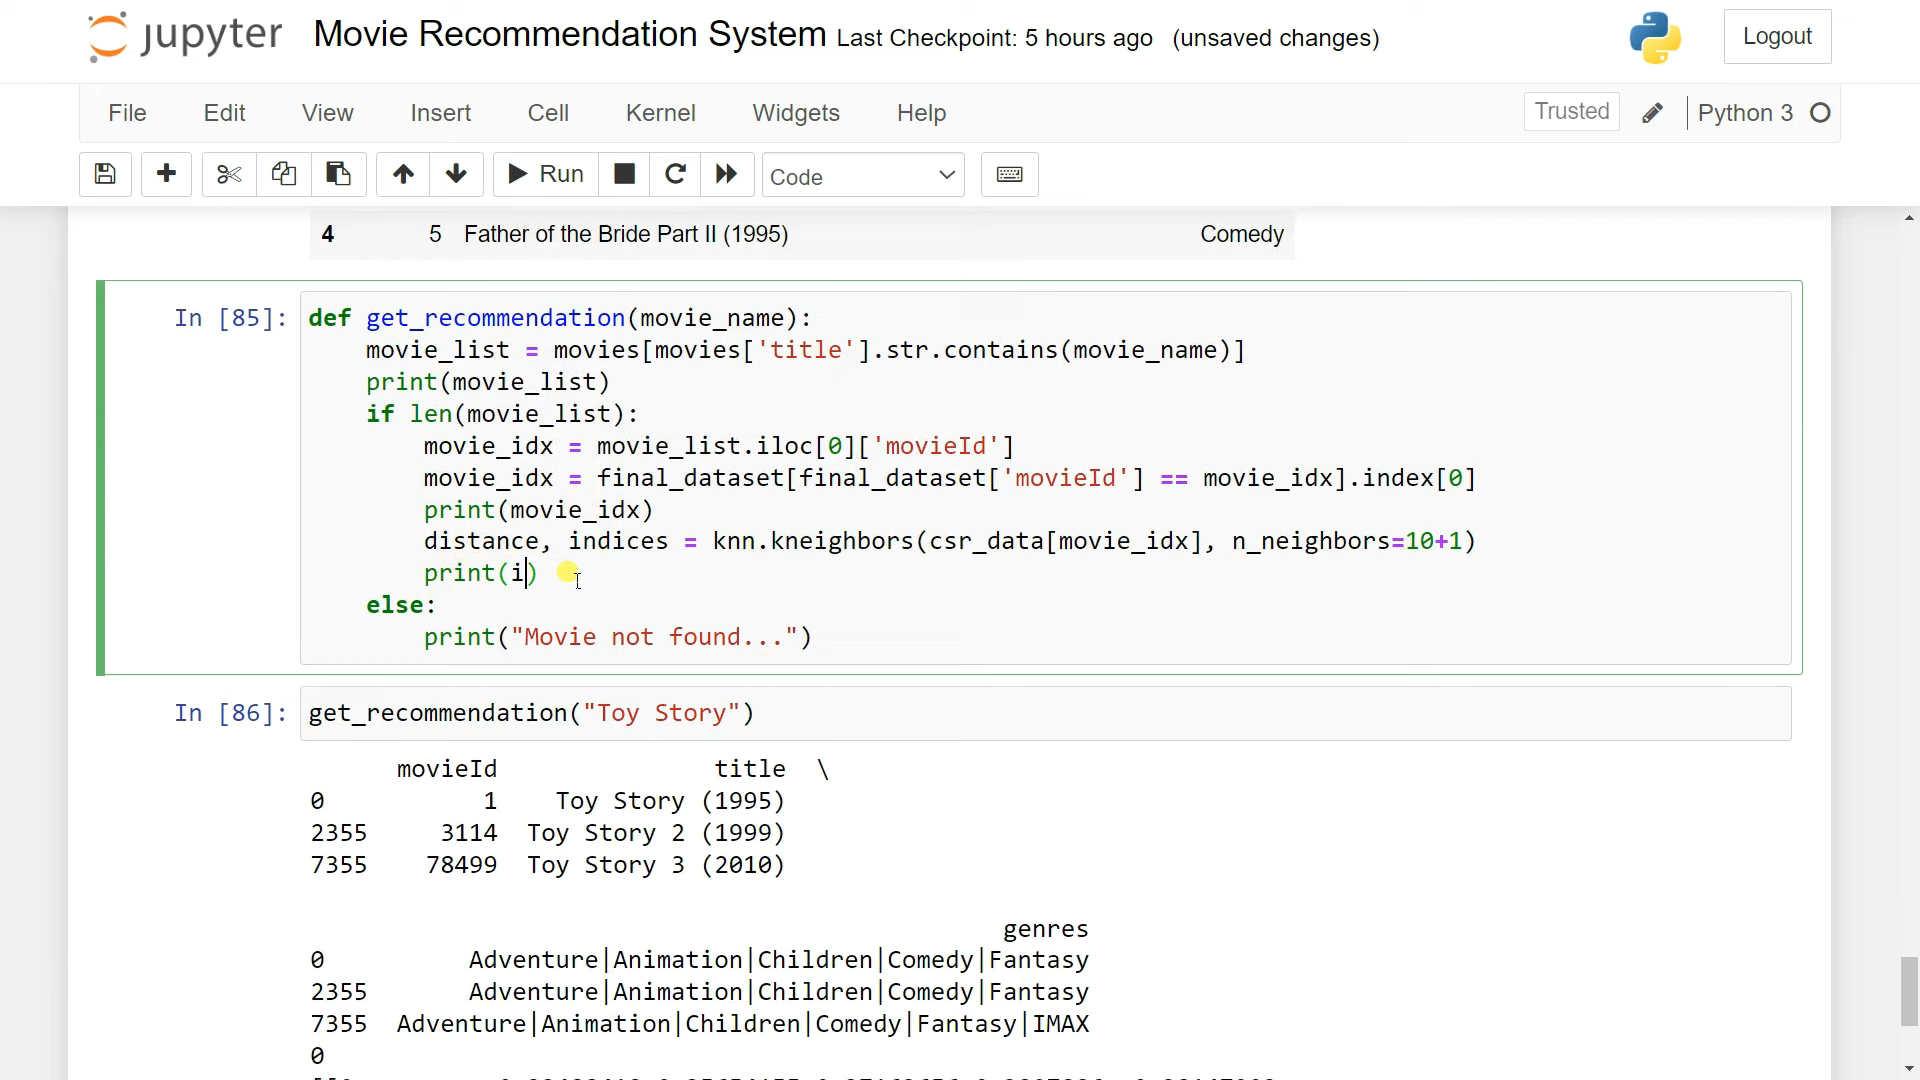 jupyter Movie Recommendation System Last Checkpoint: 5 hours ago (unsaved changes) Logout
File Edit View Insert Cell Kernel Widgets Help Trusted Python 3
Run Code
4 5 Father of the Bride Part II (1995) Comedy
In [85]: def get_recommendation(movie_name):
movie_list = movies[movies['title'].str.contains(movie_name)]
print(movie_list)
if len(movie_list):
movie_idx = movie_list.iloc[0]['movieId']
movie_idx = final_dataset[final_dataset['movieId'] == movie_idx].index[0]
print(movie_idx)
distance, indices = knn.kneighbors(csr_data[movie_idx], n_neighbors=10+1)
print(i)
else:
print("Movie not found...")
In [86]: get_recommendation("Toy Story")
movieId title \
0 1 Toy Story (1995)
2355 3114 Toy Story 2 (1999)
7355 78499 Toy Story 3 (2010)
genres
0 Adventure|Animation|Children|Comedy|Fantasy
2355 Adventure|Animation|Children|Comedy|Fantasy
7355 Adventure|Animation|Children|Comedy|Fantasy|IMAX
0